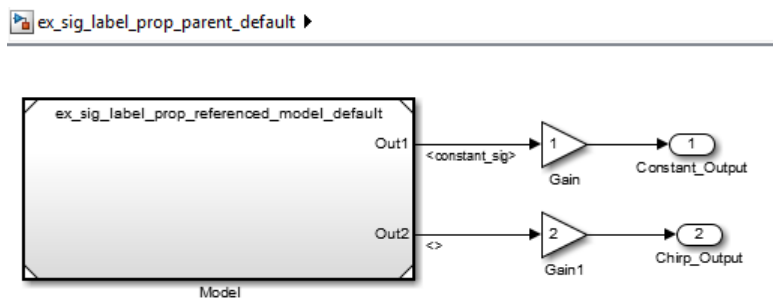 ex_sig_label_prop_parent_default
ex_sig_label_prop_referenced_model_default
Out1
<constant_sig>
1
Gain
1
Constant_Output
Out2
<>
2
Gain1
2
Chirp_Output
Model